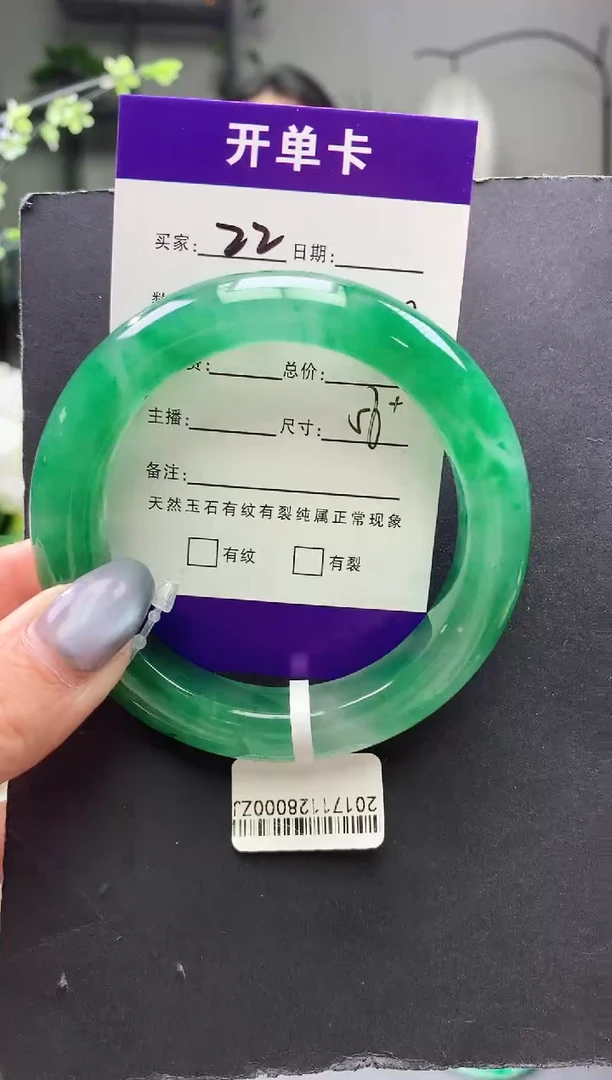 开单卡
买家: 22 日期:
总价:
主播: 尺寸:
备注:
天然玉石有纹有裂纯属正常现象
有纹 有裂
20171128000ZJ